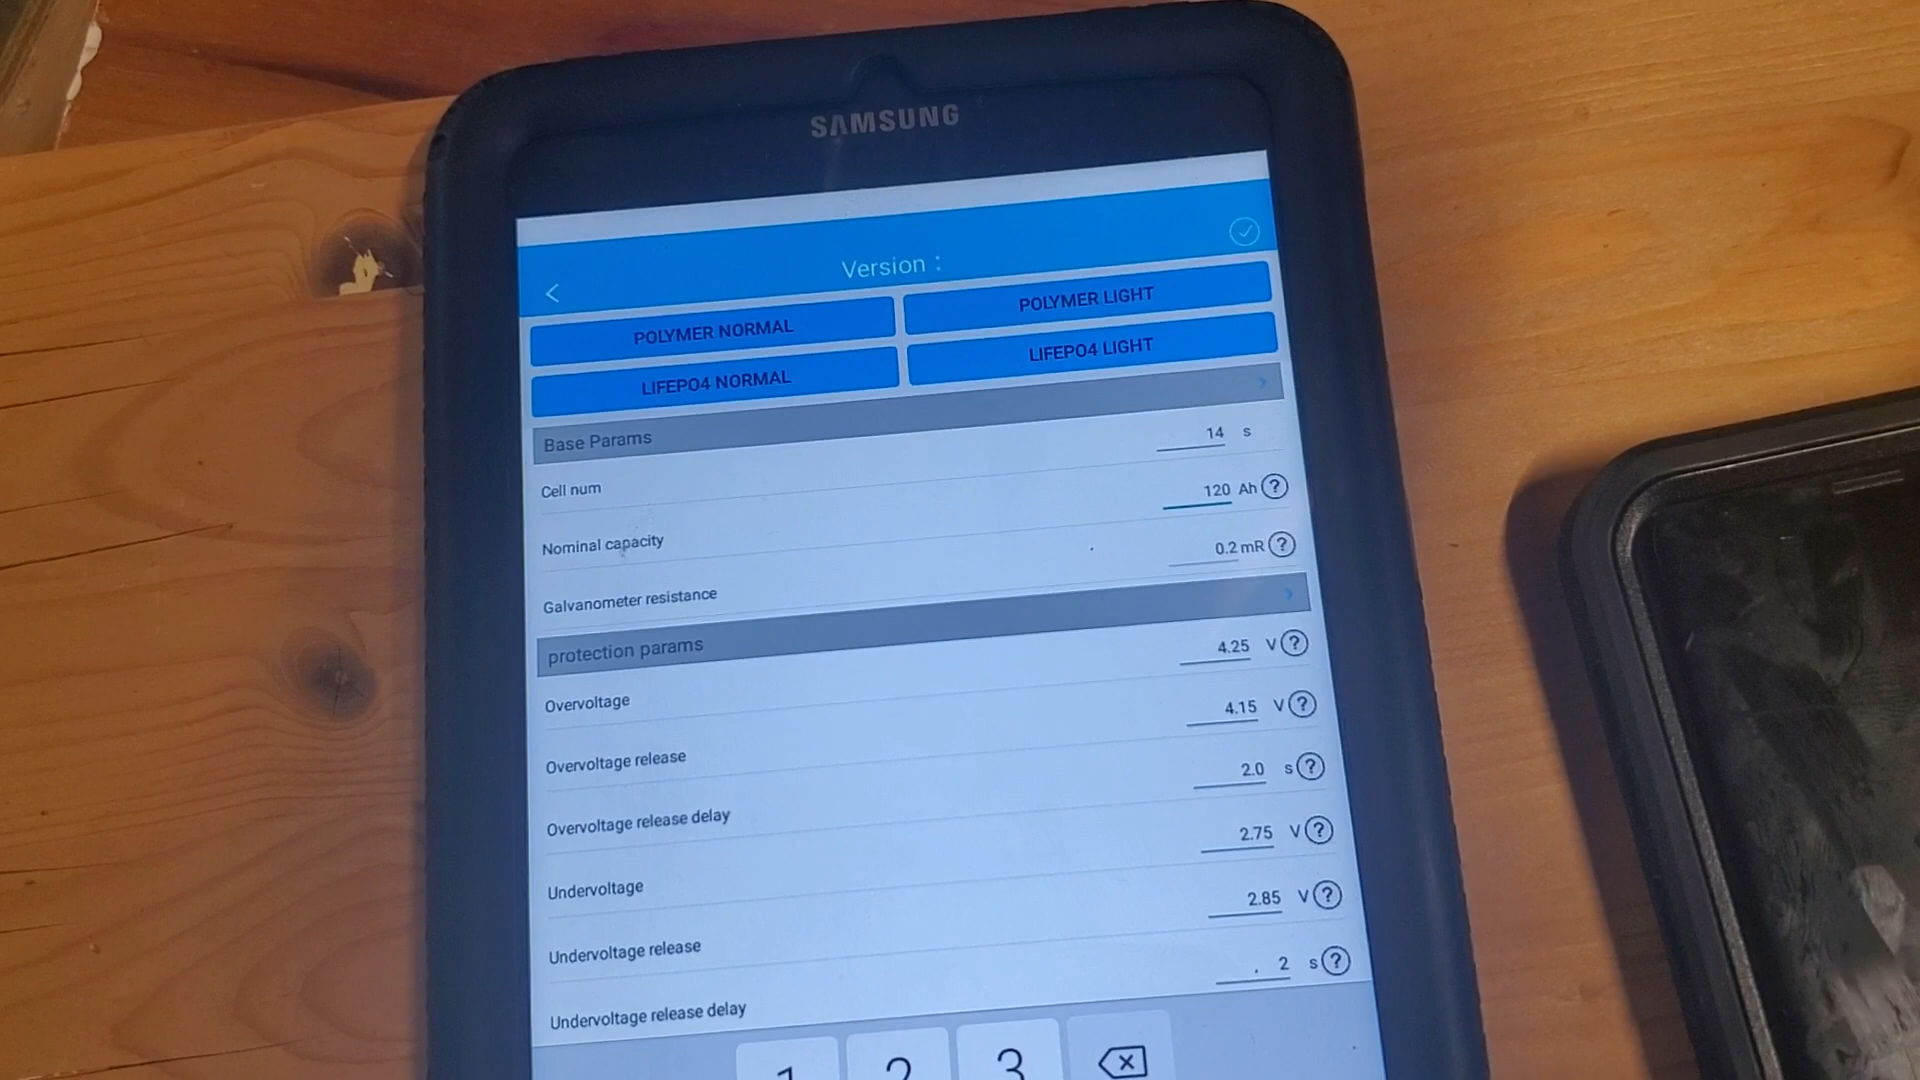 SAMSUNG
Version :
POLYMER NORMAL
POLYMER LIGHT
LIFEPO4 NORMAL
LIFEPO4 LIGHT
Base Params
Cell num 14 s
Nominal capacity 120 Ah ?
Galvanometer resistance 0.2 mR ?
protection params
Overvoltage 4.25 V ?
Overvoltage release 4.15 V ?
Overvoltage release delay 2.0 s ?
Undervoltage 2.75 V ?
Undervoltage release 2.85 V ?
Undervoltage release delay 2 s ?
1 2 3